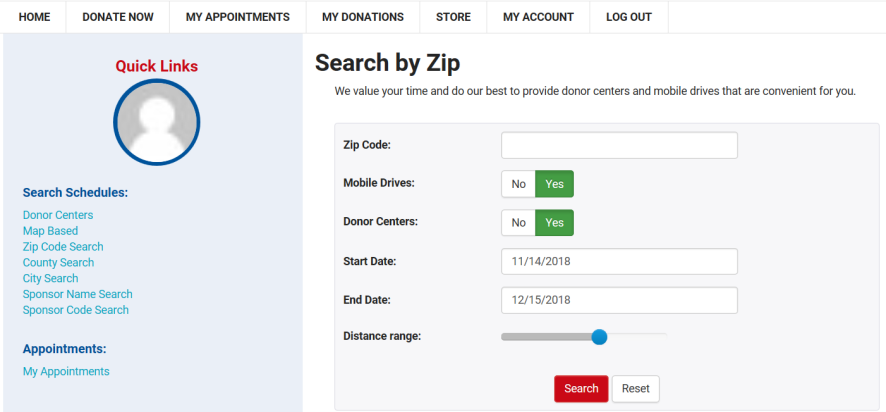 HOME DONATE NOW MY APPOINTMENTS MY DONATIONS STORE MY ACCOUNT LOG OUT
Quick Links
Search Schedules:
Donor Centers
Map Based
Zip Code Search
County Search
City Search
Sponsor Name Search
Sponsor Code Search
Appointments:
My Appointments
Search by Zip
We value your time and do our best to provide donor centers and mobile drives that are convenient for you.
Zip Code:
Mobile Drives: No Yes
Donor Centers: No Yes
Start Date: 11/14/2018
End Date: 12/15/2018
Distance range:
Search Reset